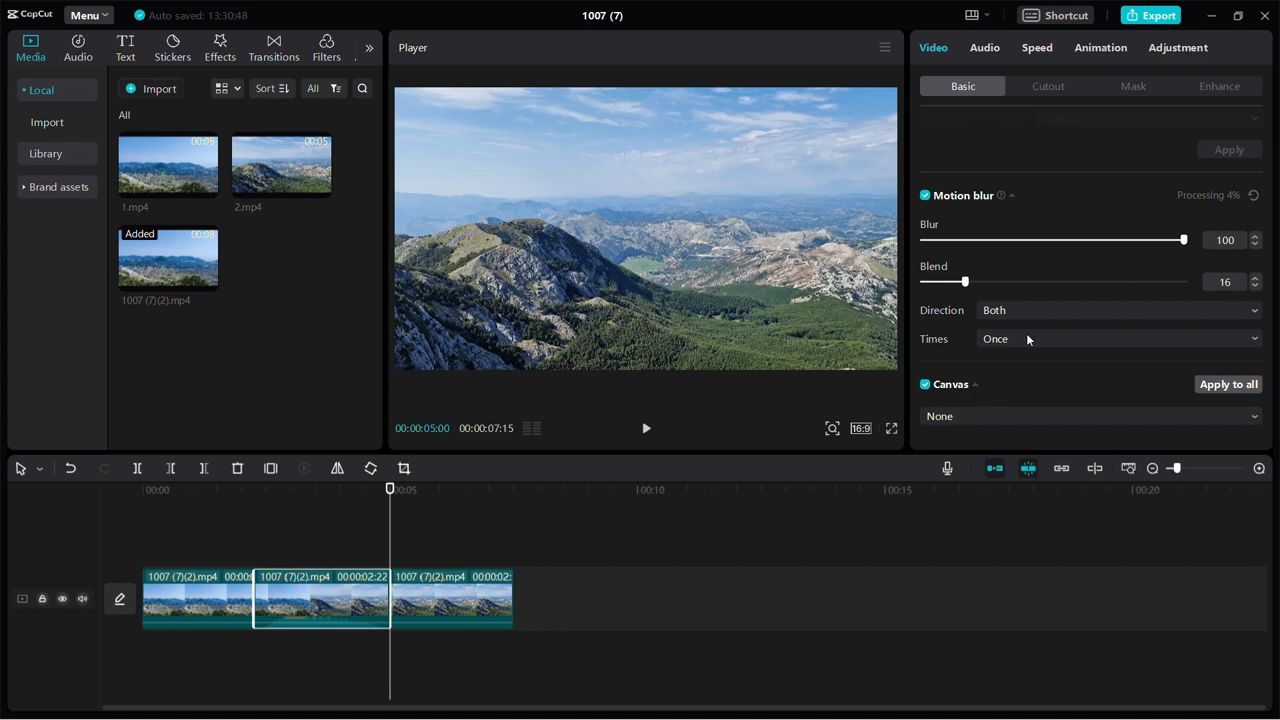 CapCut Menu Auto saved: 13:30:48 1007 (7) Shortcut Export
Media Audio Text Stickers Effects Transitions Filters
Local
Import
Library
Brand assets
Import Sort All
All
00:05
1.mp4
00:05
2.mp4
Added 00:08
1007 (7)(2).mp4
Player
00:00:05:00 00:00:07:15
16:9
Video Audio Speed Animation Adjustment
Basic Cutout Mask Enhance
Apply
Motion blur Processing 4%
Blur
100
Blend
16
Direction Both
Times Once
Canvas Apply to all
None
00:00 00:05 00:10 00:15 00:20
1007 (7)(2).mp4 00:00:0 1007 (7)(2).mp4 00:00:02:22 1007 (7)(2).mp4 00:00:02: